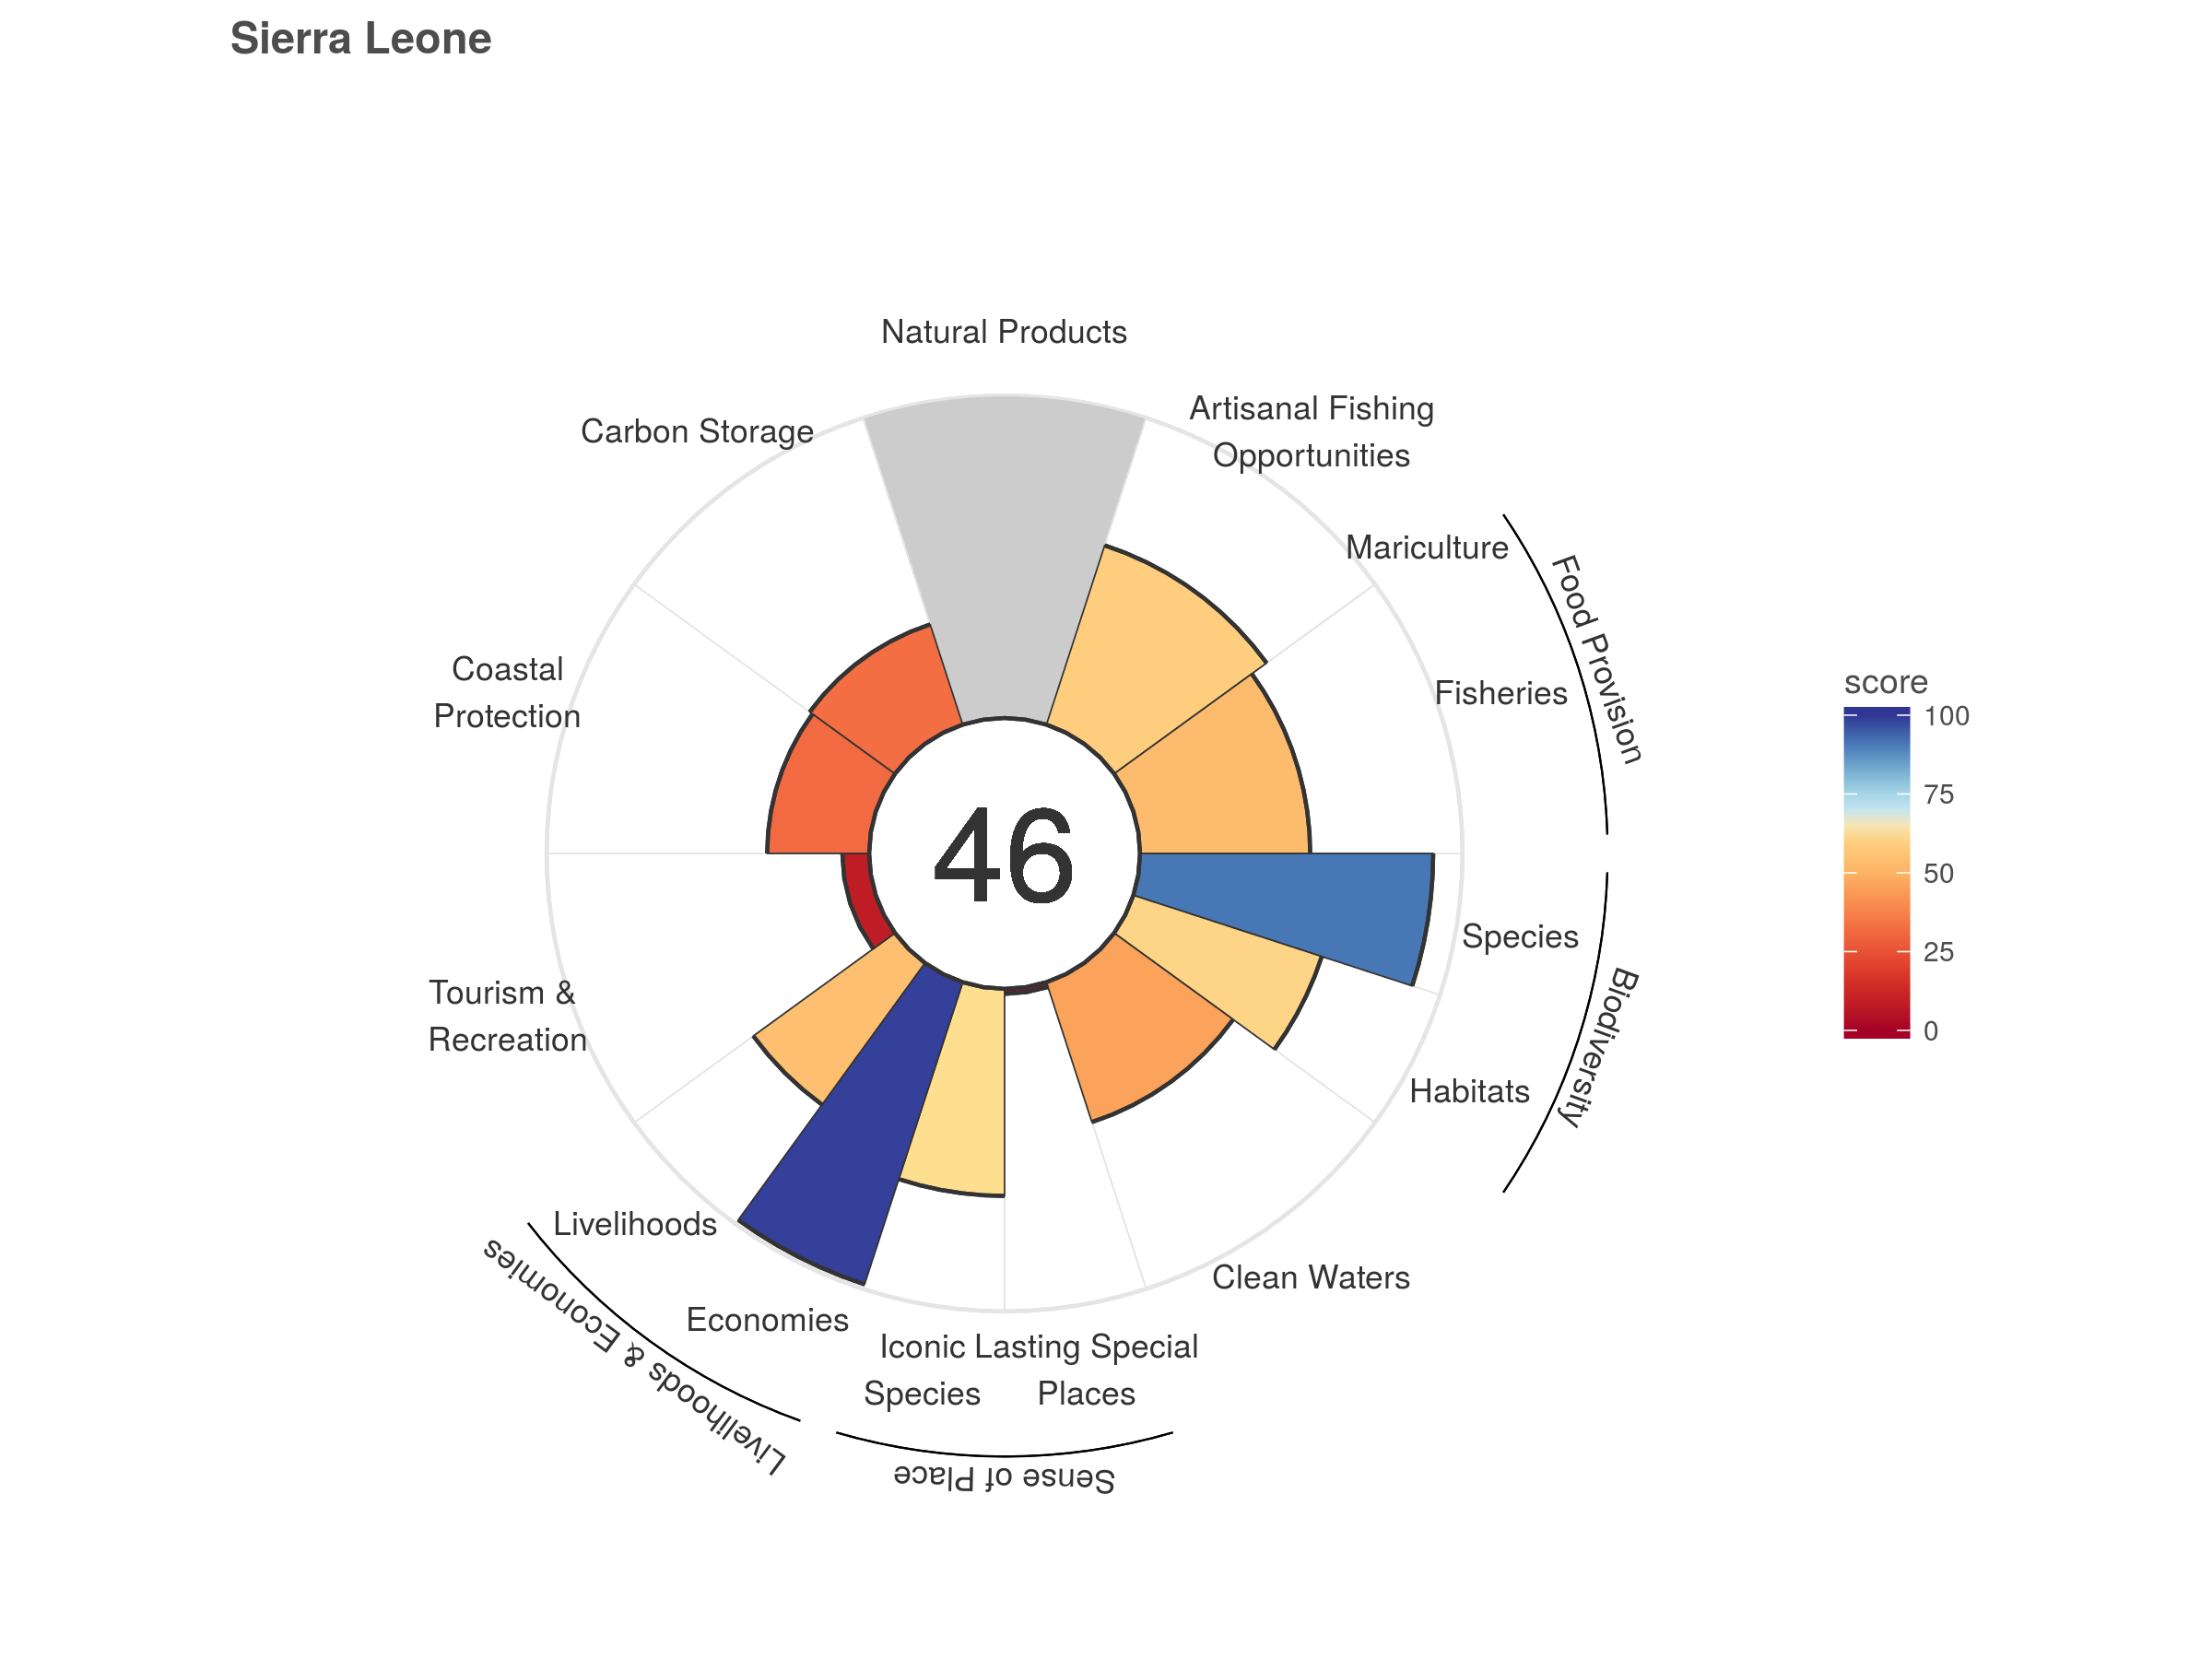 Sierra Leone
Natural Products
Carbon Storage
Artisanal Fishing
Opportunities
Mariculture
Food Provision
Fisheries
Coastal
Protection
46
Species
Habitats
Biodiversity
Tourism &
Recreation
Livelihoods
Economies
Livelihoods & Economies
Clean Waters
Iconic
Species
Lasting Special
Places
Sense of Place
score
100
75
50
25
0